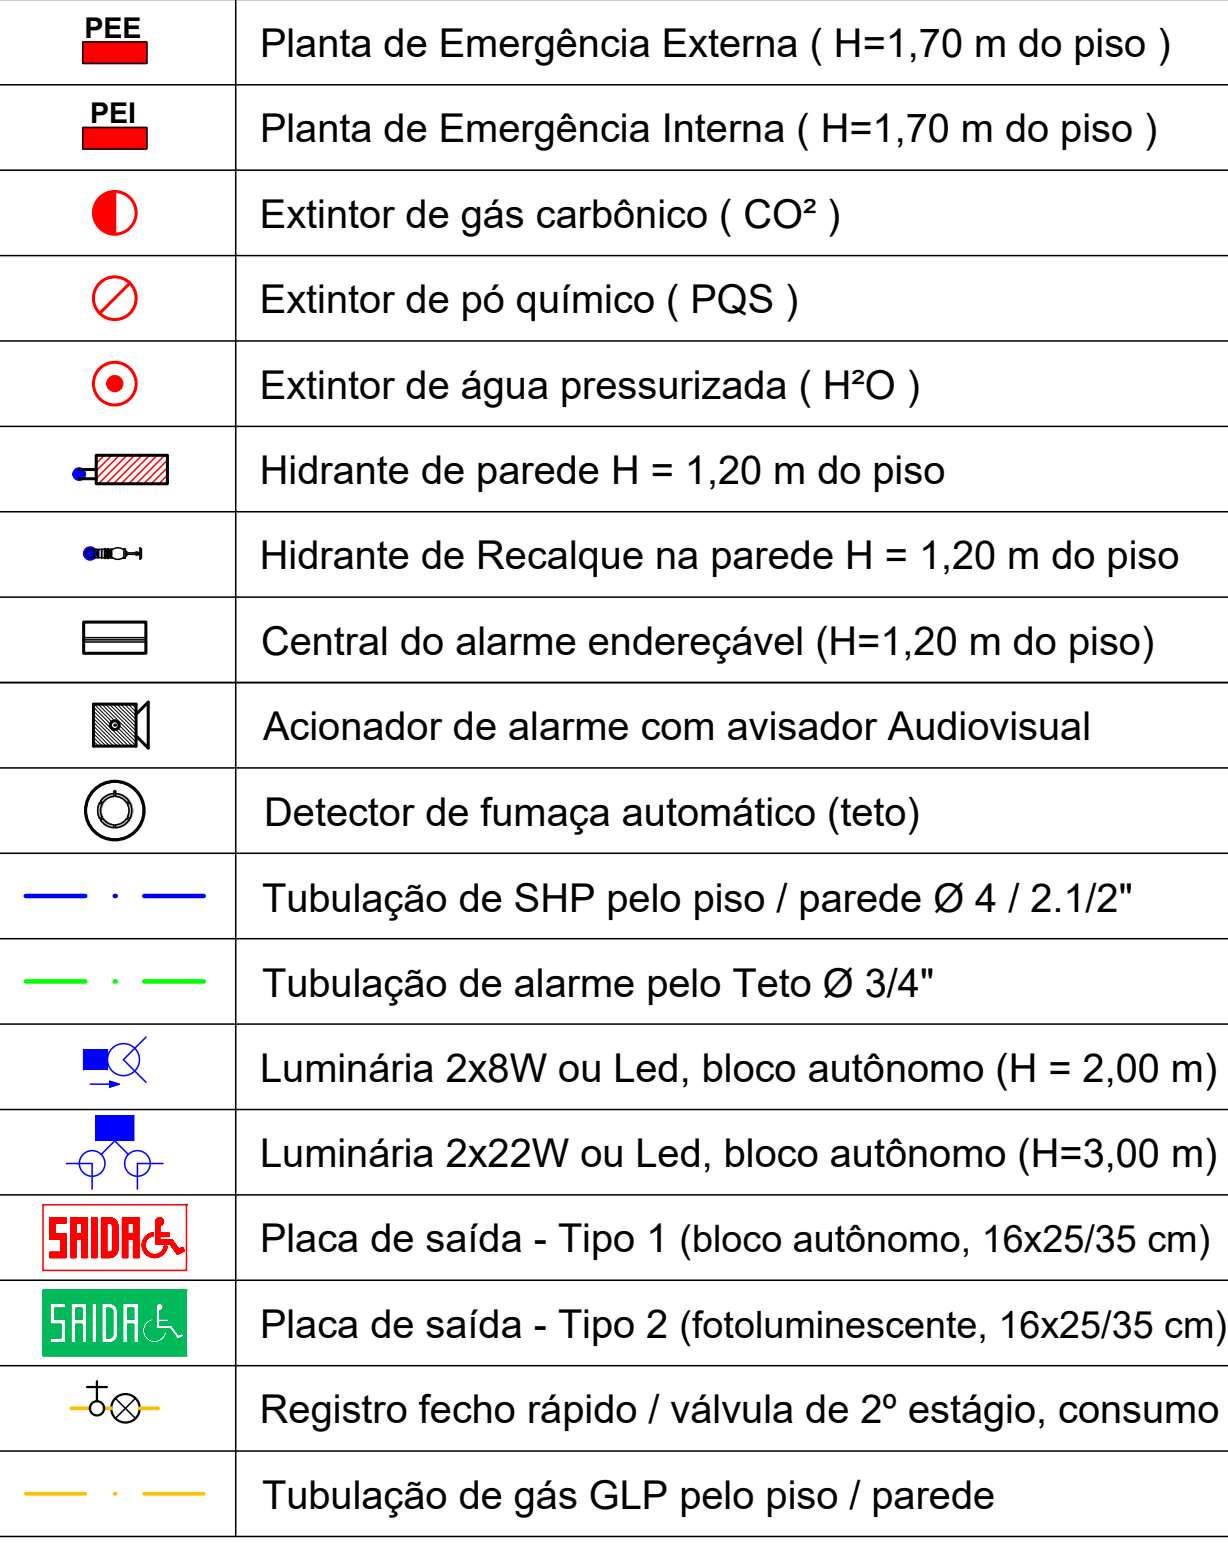 PEE
Planta de Emergência Externa ( H=1,70 m do piso )
PEI
Planta de Emergência Interna ( H=1,70 m do piso )
Extintor de gás carbônico ( CO² )
Extintor de pó químico ( PQS )
Extintor de água pressurizada ( H²O )
Hidrante de parede H = 1,20 m do piso
Hidrante de Recalque na parede H = 1,20 m do piso
Central do alarme endereçável (H=1,20 m do piso)
Acionador de alarme com avisador Audiovisual
Detector de fumaça automático (teto)
Tubulação de SHP pelo piso / parede Ø 4 / 2.1/2"
Tubulação de alarme pelo Teto Ø 3/4"
Luminária 2x8W ou Led, bloco autônomo (H = 2,00 m)
Luminária 2x22W ou Led, bloco autônomo (H=3,00 m)
SAIDA
Placa de saída - Tipo 1 (bloco autônomo, 16x25/35 cm)
SAIDA
Placa de saída - Tipo 2 (fotoluminescente, 16x25/35 cm)
Registro fecho rápido / válvula de 2º estágio, consumo
Tubulação de gás GLP pelo piso / parede